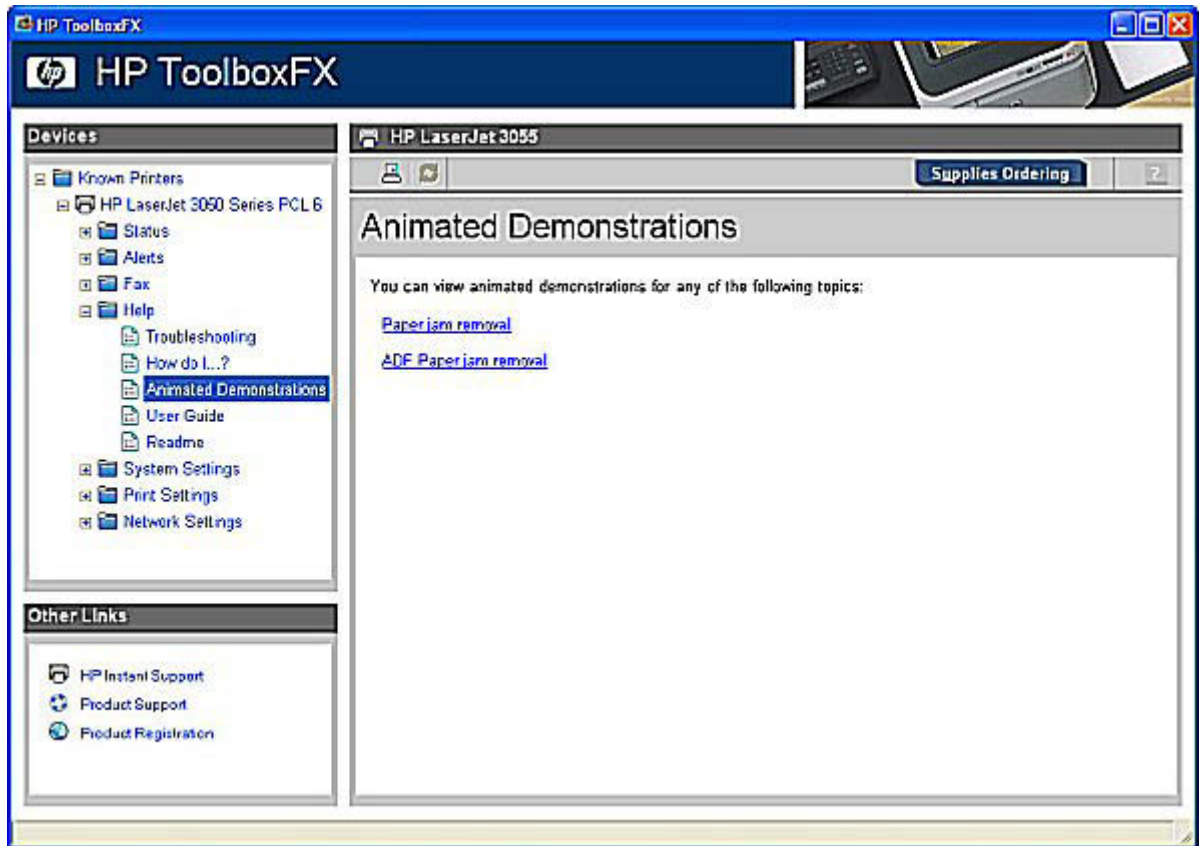 HP ToolboxFX
hp HP ToolboxFX
Devices
Known Printers
HP LaserJet 3050 Series PCL 6
Status
Alerts
Fax
Help
Troubleshooting
How do I...?
Animated Demonstrations
User Guide
Readme
System Settings
Print Settings
Network Settings
Other Links
HP Instant Support
Product Support
Product Registration
HP LaserJet 3055
Supplies Ordering ?
Animated Demonstrations
You can view animated demonstrations for any of the following topics:
Paper jam removal
ADF Paper jam removal